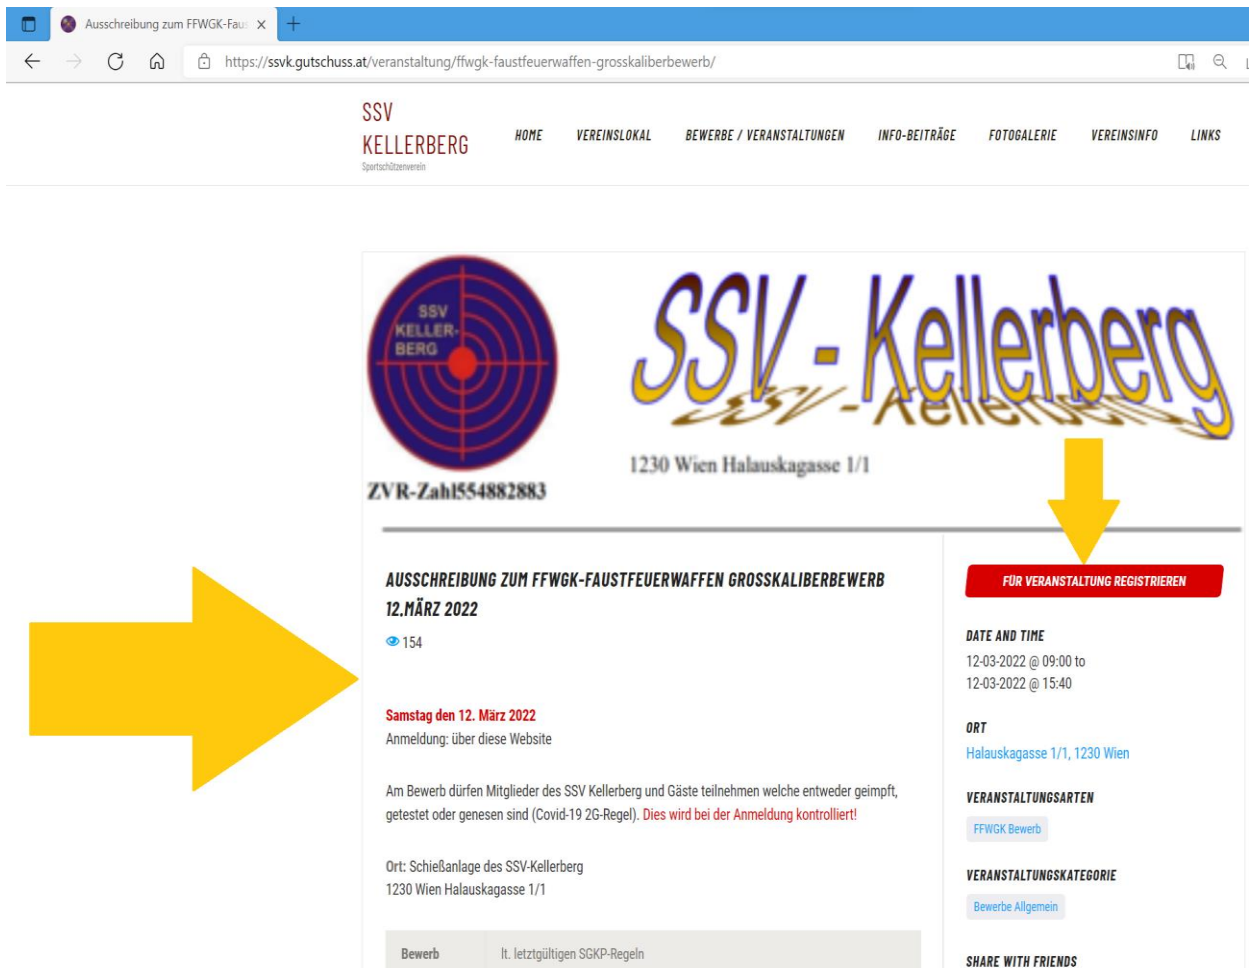 Ausschreibung zum FFWGK-Fau
https://ssvk.gutschuss.at/veranstaltung/ffwgk-faustfeuerwaffen-grosskaliberbewerb/
SSV
KELLERBERG
Sportschützenverein
HOME VEREINSLOKAL BEWERBE / VERANSTALTUNGEN INFO-BEITRÄGE FOTOGALERIE VEREINSINFO LINKS
SSV
KELLER-
BERG
ZVR-Zahl554882883
SSV - Kellerberg
SSV - Kellerberg
1230 Wien Halauskagasse 1/1
AUSSCHREIBUNG ZUM FFWGK-FAUSTFEUERWAFFEN GROSSKALIBERBEWERB
12.MÄRZ 2022
154
Samstag den 12. März 2022
Anmeldung: über diese Website
Am Bewerb dürfen Mitglieder des SSV Kellerberg und Gäste teilnehmen welche entweder geimpft,
getestet oder genesen sind (Covid-19 2G-Regel). Dies wird bei der Anmeldung kontrolliert!
Ort: Schießanlage des SSV-Kellerberg
1230 Wien Halauskagasse 1/1
Bewerb lt. letztgültigen SGKP-Regeln
FÜR VERANSTALTUNG REGISTRIEREN
DATE AND TIME
12-03-2022 @ 09:00 to
12-03-2022 @ 15:40
ORT
Halauskagasse 1/1, 1230 Wien
VERANSTALTUNGSARTEN
FFWGK Bewerb
VERANSTALTUNGSKATEGORIE
Bewerbe Allgemein
SHARE WITH FRIENDS